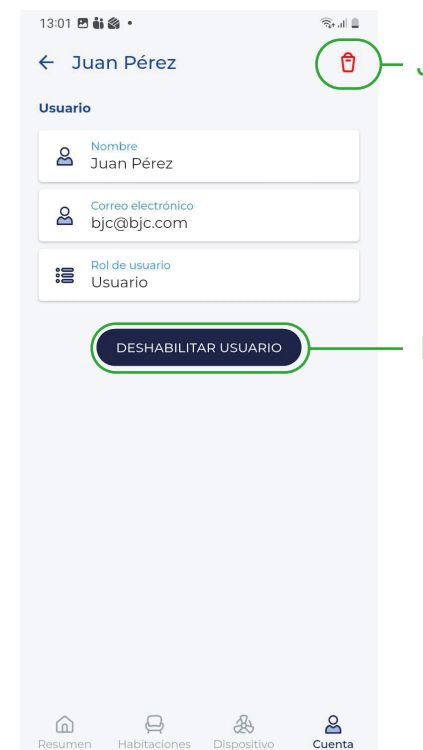 13:01
Juan Pérez
Usuario
Nombre
Juan Pérez
Correo electrónico
bjc@bjc.com
Rol de usuario
Usuario
DESHABILITAR USUARIO
Resumen Habitaciones Dispositivo Cuenta